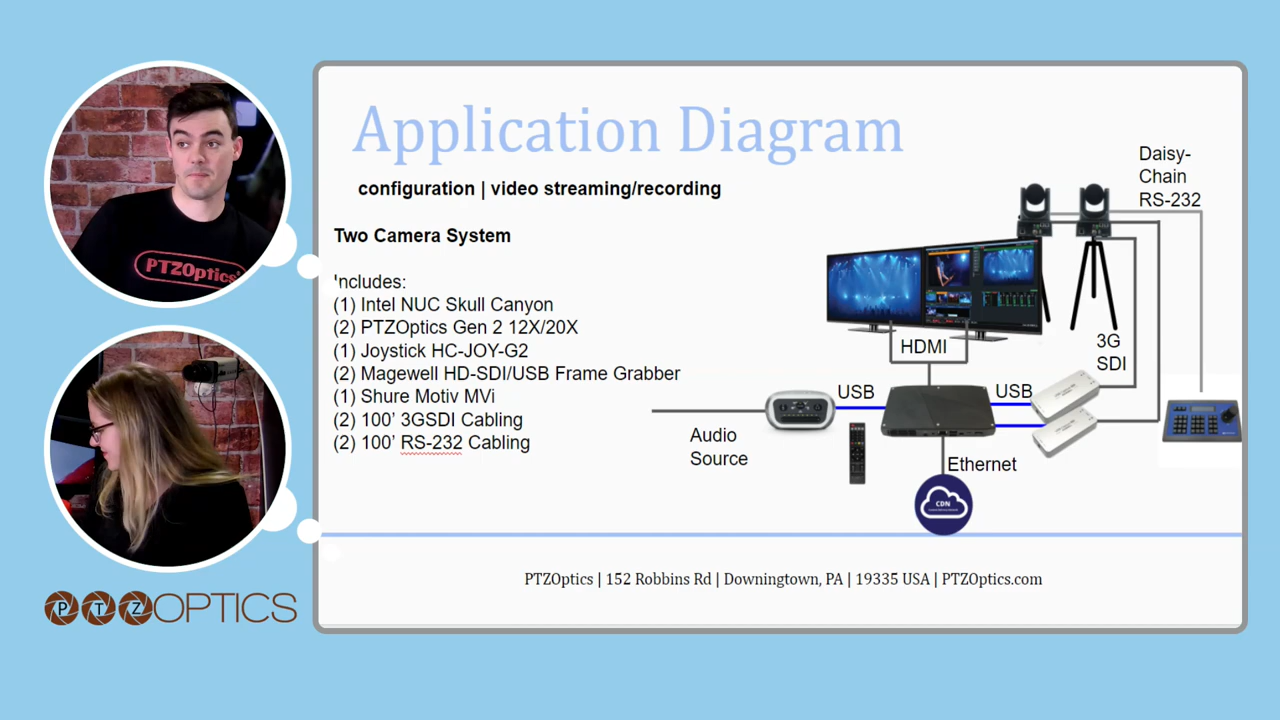 PTZOptics
Application Diagram
configuration | video streaming/recording
Two Camera System
Includes:
(1) Intel NUC Skull Canyon
(2) PTZOptics Gen 2 12X/20X
(1) Joystick HC-JOY-G2
(2) Magewell HD-SDI/USB Frame Grabber
(1) Shure Motiv MVi
(2) 100’ 3GSDI Cabling
(2) 100’ RS-232 Cabling
Daisy-
Chain
RS-232
HDMI
3G
SDI
USB
USB
Audio
Source
Ethernet
CDN
PTZOptics | 152 Robbins Rd | Downingtown, PA | 19335 USA | PTZOptics.com
PTZOPTICS